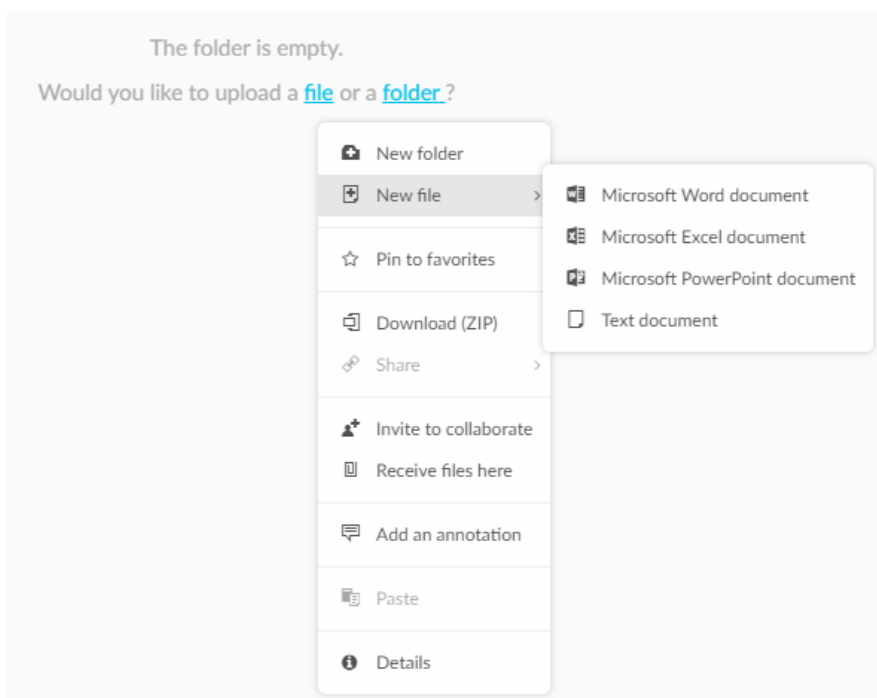 The folder is empty.
Would you like to upload a file or a folder ?
New folder
New file
Microsoft Word document
Microsoft Excel document
Microsoft PowerPoint document
Text document
Pin to favorites
Download (ZIP)
Share
Invite to collaborate
Receive files here
Add an annotation
Paste
Details